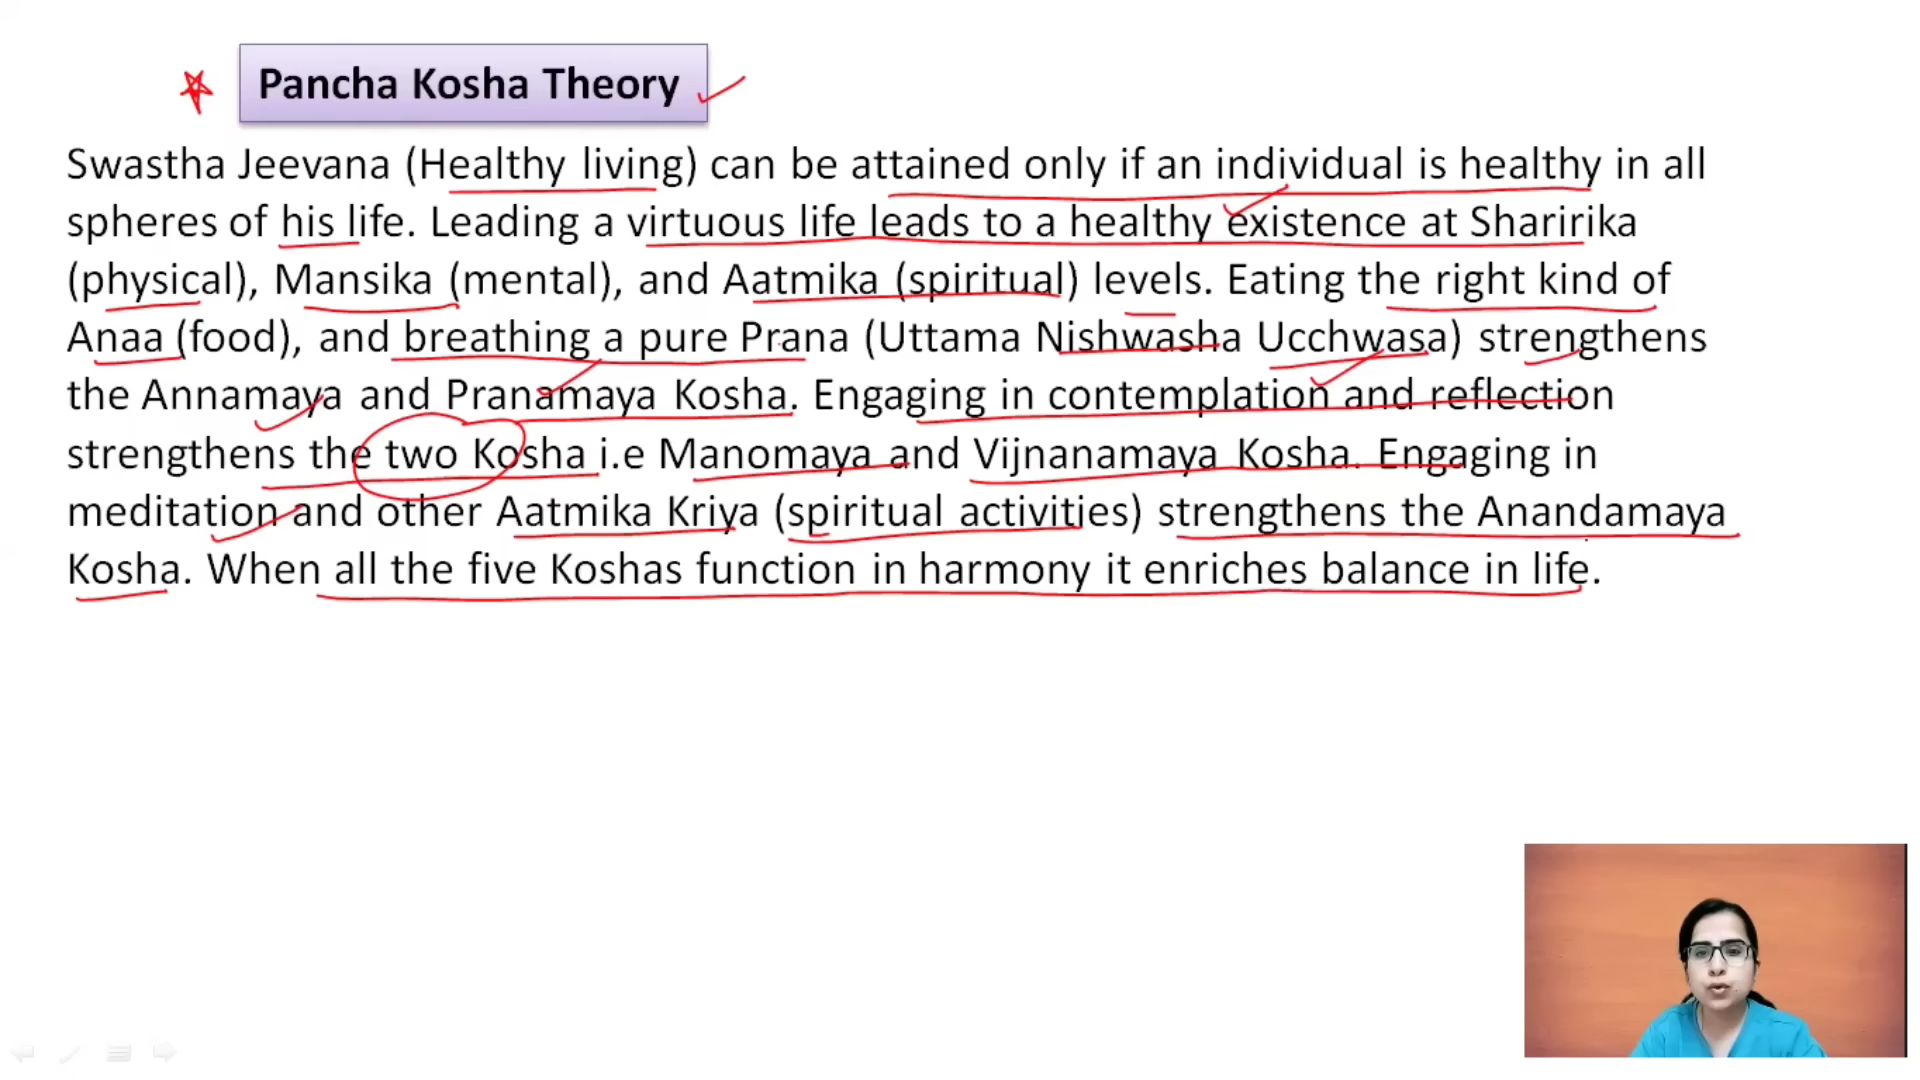 Pancha Kosha Theory
Swastha Jeevana (Healthy living) can be attained only if an individual is healthy in all
spheres of his life. Leading a virtuous life leads to a healthy existence at Sharirika
(physical), Mansika (mental), and Aatmika (spiritual) levels. Eating the right kind of
Anaa (food), and breathing a pure Prana (Uttama Nishwasha Ucchwasa) strengthens
the Annamaya and Pranamaya Kosha. Engaging in contemplation and reflection
strengthens the two Kosha i.e Manomaya and Vijnanamaya Kosha. Engaging in
meditation and other Aatmika Kriya (spiritual activities) strengthens the Anandamaya
Kosha. When all the five Koshas function in harmony it enriches balance in life.